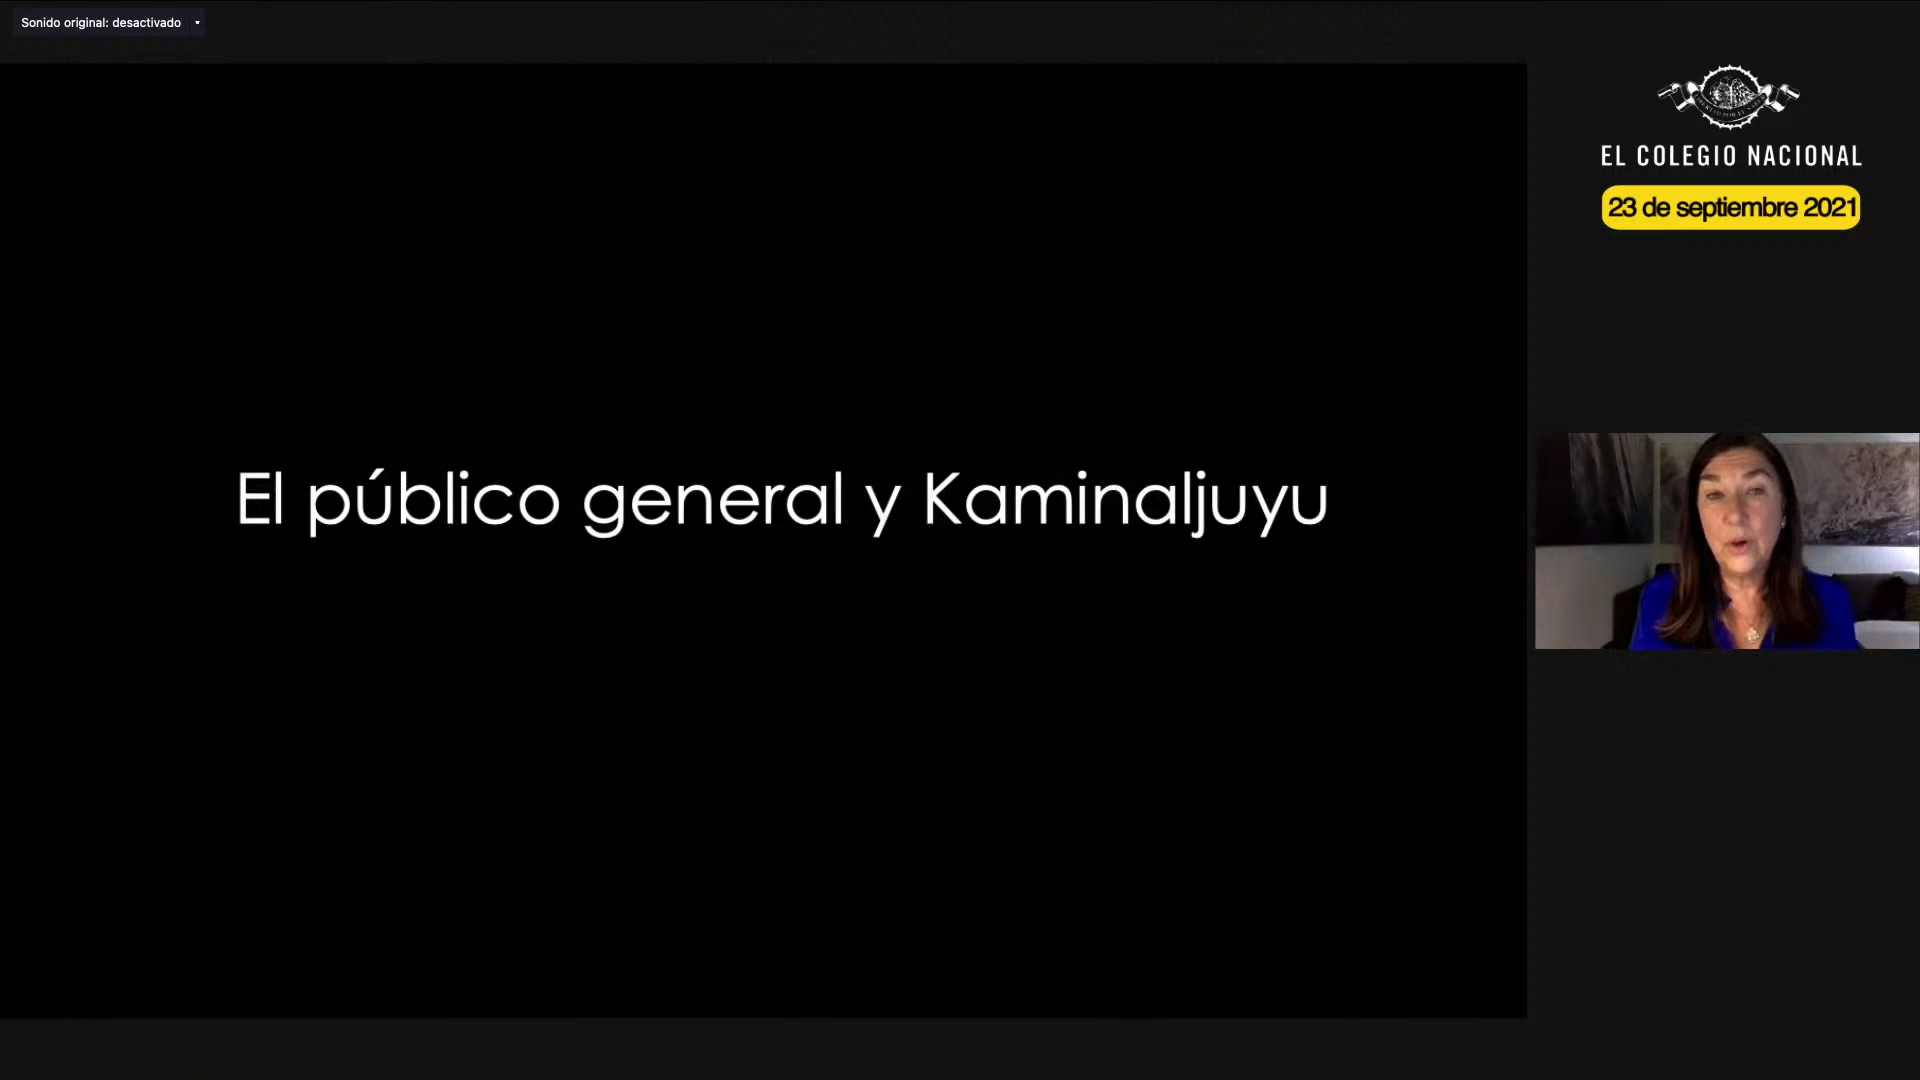 Sonido original: desactivado
EL COLEGIO NACIONAL
23 de septiembre 2021
El público general y Kaminaljuyu